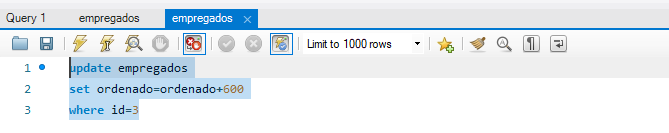 Query 1 empregados empregados
Limit to 1000 rows
1 update empregados
2 set ordenado=ordenado+600
3 where id=3